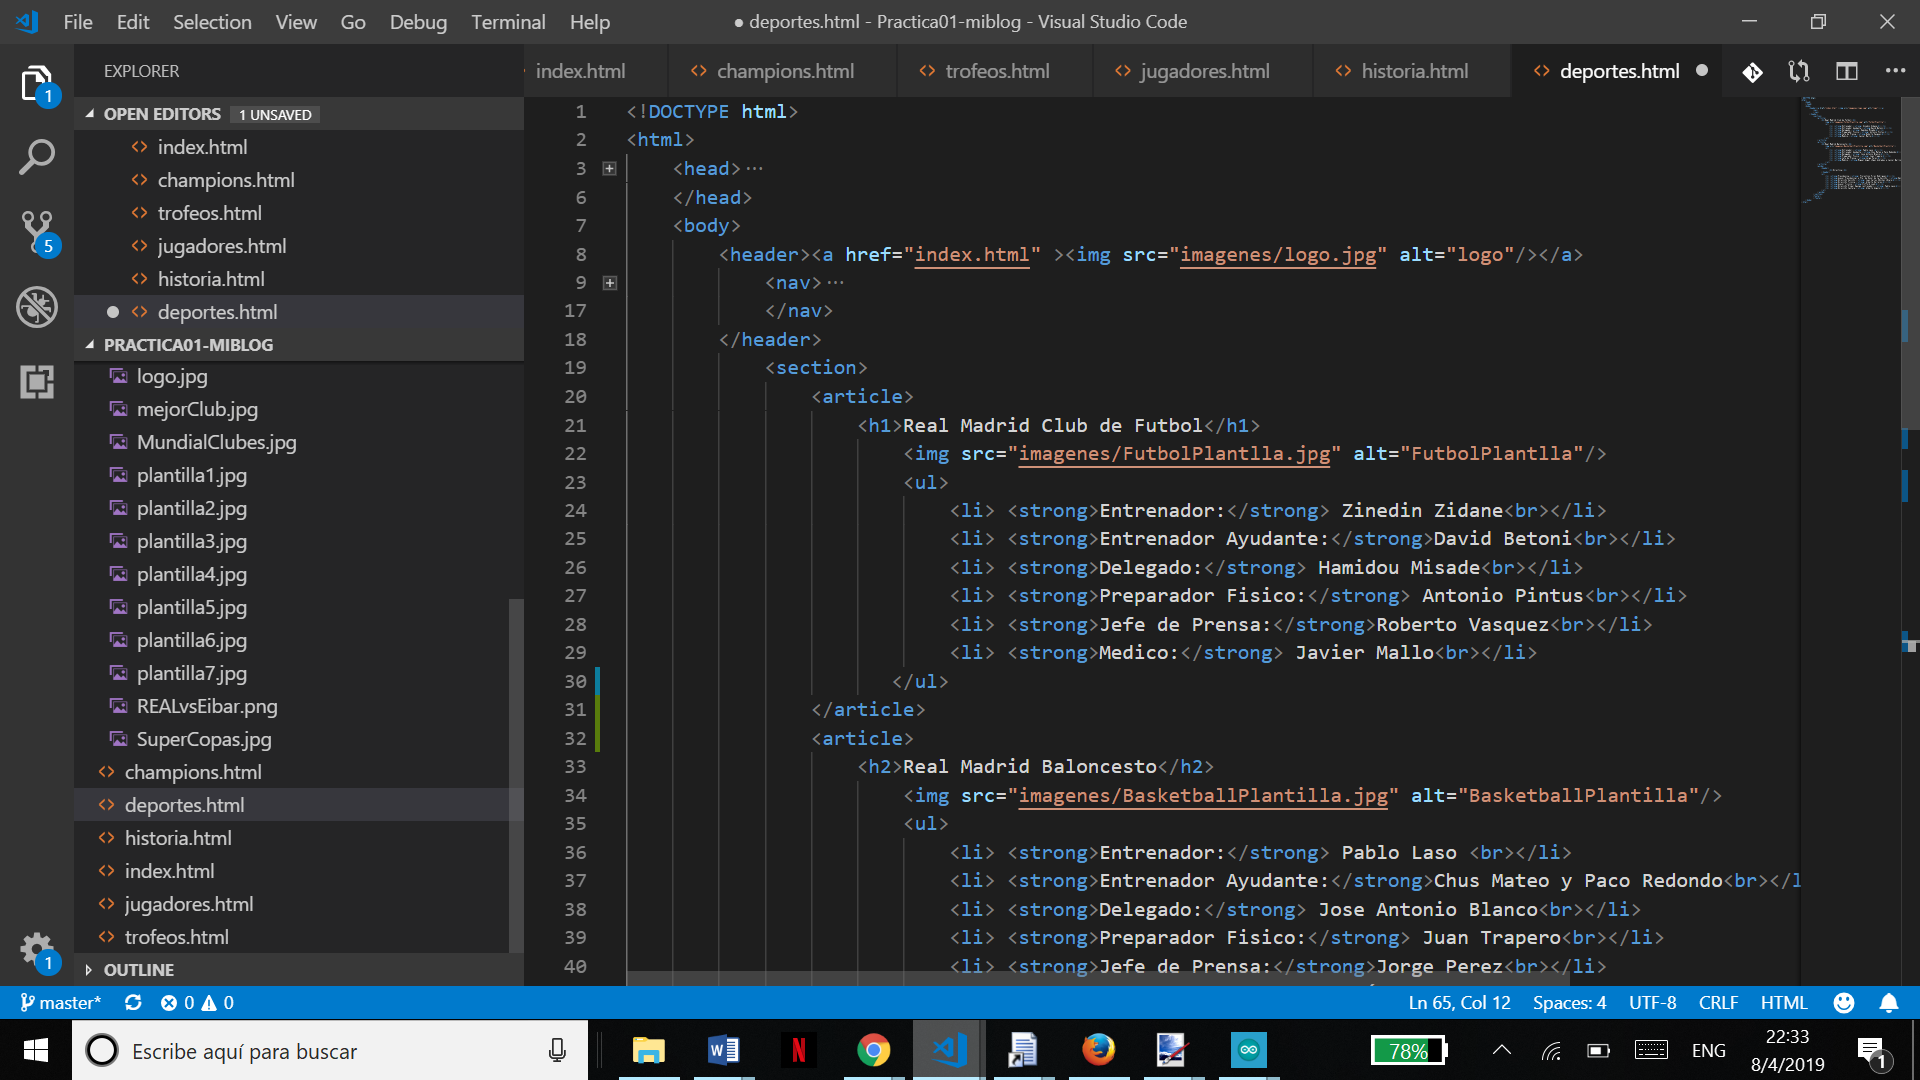 File Edit Selection View Go Debug Terminal Help
● deportes.html - Practica01-miblog - Visual Studio Code
EXPLORER
OPEN EDITORS 1 UNSAVED
index.html
champions.html
trofeos.html
jugadores.html
historia.html
deportes.html
PRACTICA01-MIBLOG
logo.jpg
mejorClub.jpg
MundialClubes.jpg
plantilla1.jpg
plantilla2.jpg
plantilla3.jpg
plantilla4.jpg
plantilla5.jpg
plantilla6.jpg
plantilla7.jpg
REALvsEibar.png
SuperCopas.jpg
champions.html
deportes.html
historia.html
index.html
jugadores.html
trofeos.html
OUTLINE
1
5
1
index.html champions.html trofeos.html jugadores.html historia.html deportes.html
1 <!DOCTYPE html>
2 <html>
3 <head>···
6 </head>
7 <body>
8 <header><a href="index.html" ><img src="imagenes/logo.jpg" alt="logo"/></a>
9 <nav>···
17 </nav>
18 </header>
19 <section>
20 <article>
21 <h1>Real Madrid Club de Futbol</h1>
22 <img src="imagenes/FutbolPlantlla.jpg" alt="FutbolPlantlla"/>
23 <ul>
24 <li> <strong>Entrenador:</strong> Zinedin Zidane<br></li>
25 <li> <strong>Entrenador Ayudante:</strong>David Betoni<br></li>
26 <li> <strong>Delegado:</strong> Hamidou Misade<br></li>
27 <li> <strong>Preparador Fisico:</strong> Antonio Pintus<br></li>
28 <li> <strong>Jefe de Prensa:</strong>Roberto Vasquez<br></li>
29 <li> <strong>Medico:</strong> Javier Mallo<br></li>
30 </ul>
31 </article>
32 <article>
33 <h2>Real Madrid Baloncesto</h2>
34 <img src="imagenes/BasketballPlantilla.jpg" alt="BasketballPlantilla"/>
35 <ul>
36 <li> <strong>Entrenador:</strong> Pablo Laso <br></li>
37 <li> <strong>Entrenador Ayudante:</strong>Chus Mateo y Paco Redondo<br></l
38 <li> <strong>Delegado:</strong> Jose Antonio Blanco<br></li>
39 <li> <strong>Preparador Fisico:</strong> Juan Trapero<br></li>
40 <li> <strong>Jefe de Prensa:</strong>Jorge Perez<br></li>
master* 0 0 Ln 65, Col 12 Spaces: 4 UTF-8 CRLF HTML
Escribe aquí para buscar 78% ENG 22:33
8/4/2019
1